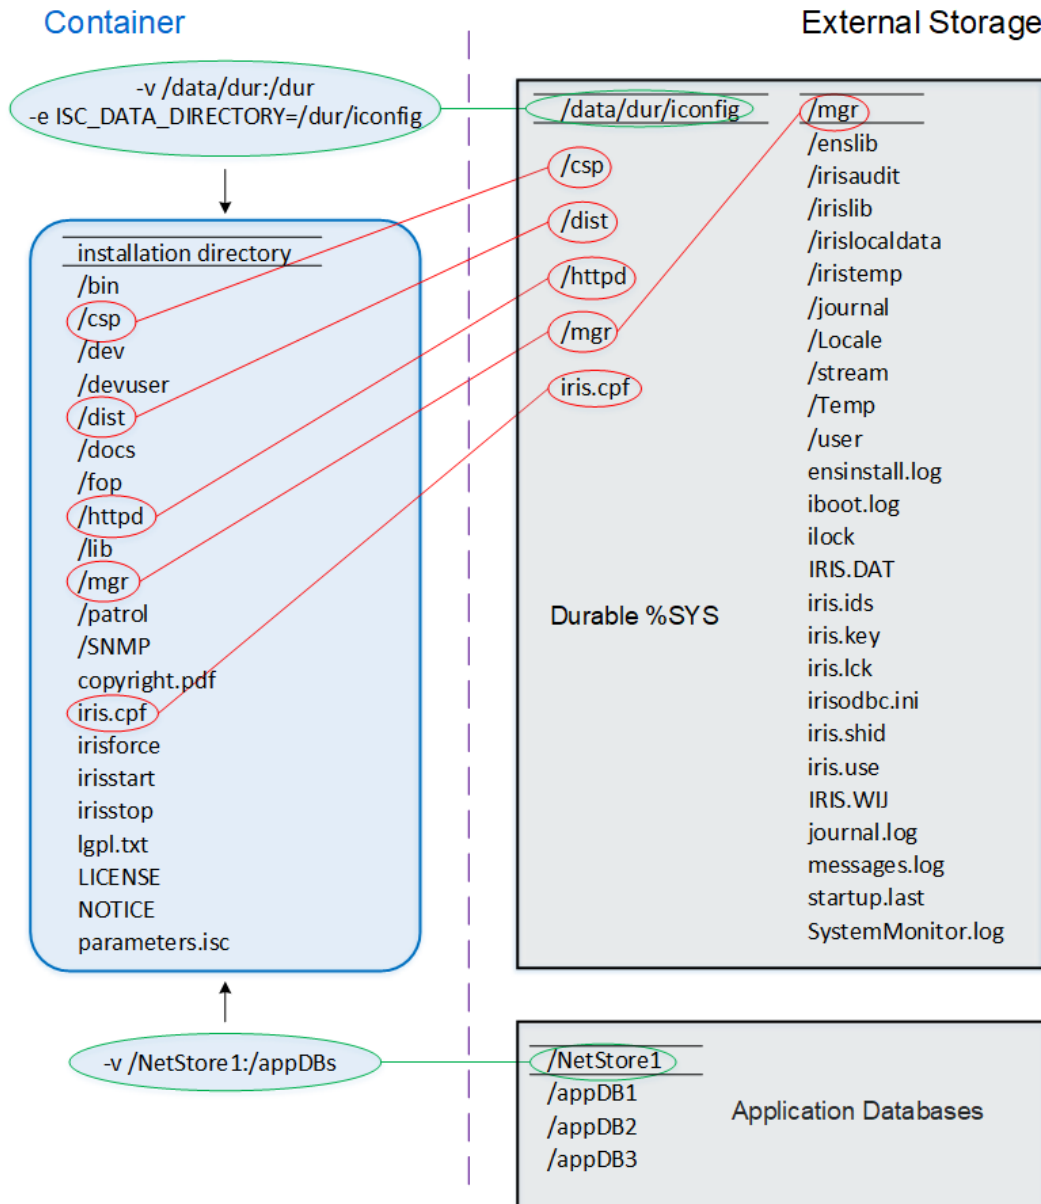 Container
External Storage
-v /data/dur:/dur
-e ISC_DATA_DIRECTORY=/dur/iconfig
installation directory
/bin
/csp
/dev
/devuser
/dist
/docs
/fop
/httpd
/lib
/mgr
/patrol
/SNMP
copyright.pdf
iris.cpf
irisforce
irisstart
irisstop
lgpl.txt
LICENSE
NOTICE
parameters.isc
-v /NetStore1:/appDBs
/data/dur/iconfig
/csp
/dist
/httpd
/mgr
iris.cpf
Durable %SYS
/mgr
/enslib
/irisaudit
/irislib
/irislocaldata
/iristemp
/journal
/Locale
/stream
/Temp
/user
ensinstall.log
iboot.log
ilock
IRIS.DAT
iris.ids
iris.key
iris.lck
irisodbc.ini
iris.shid
iris.use
IRIS.WIJ
journal.log
messages.log
startup.last
SystemMonitor.log
/NetStore1
/appDB1
/appDB2
/appDB3
Application Databases